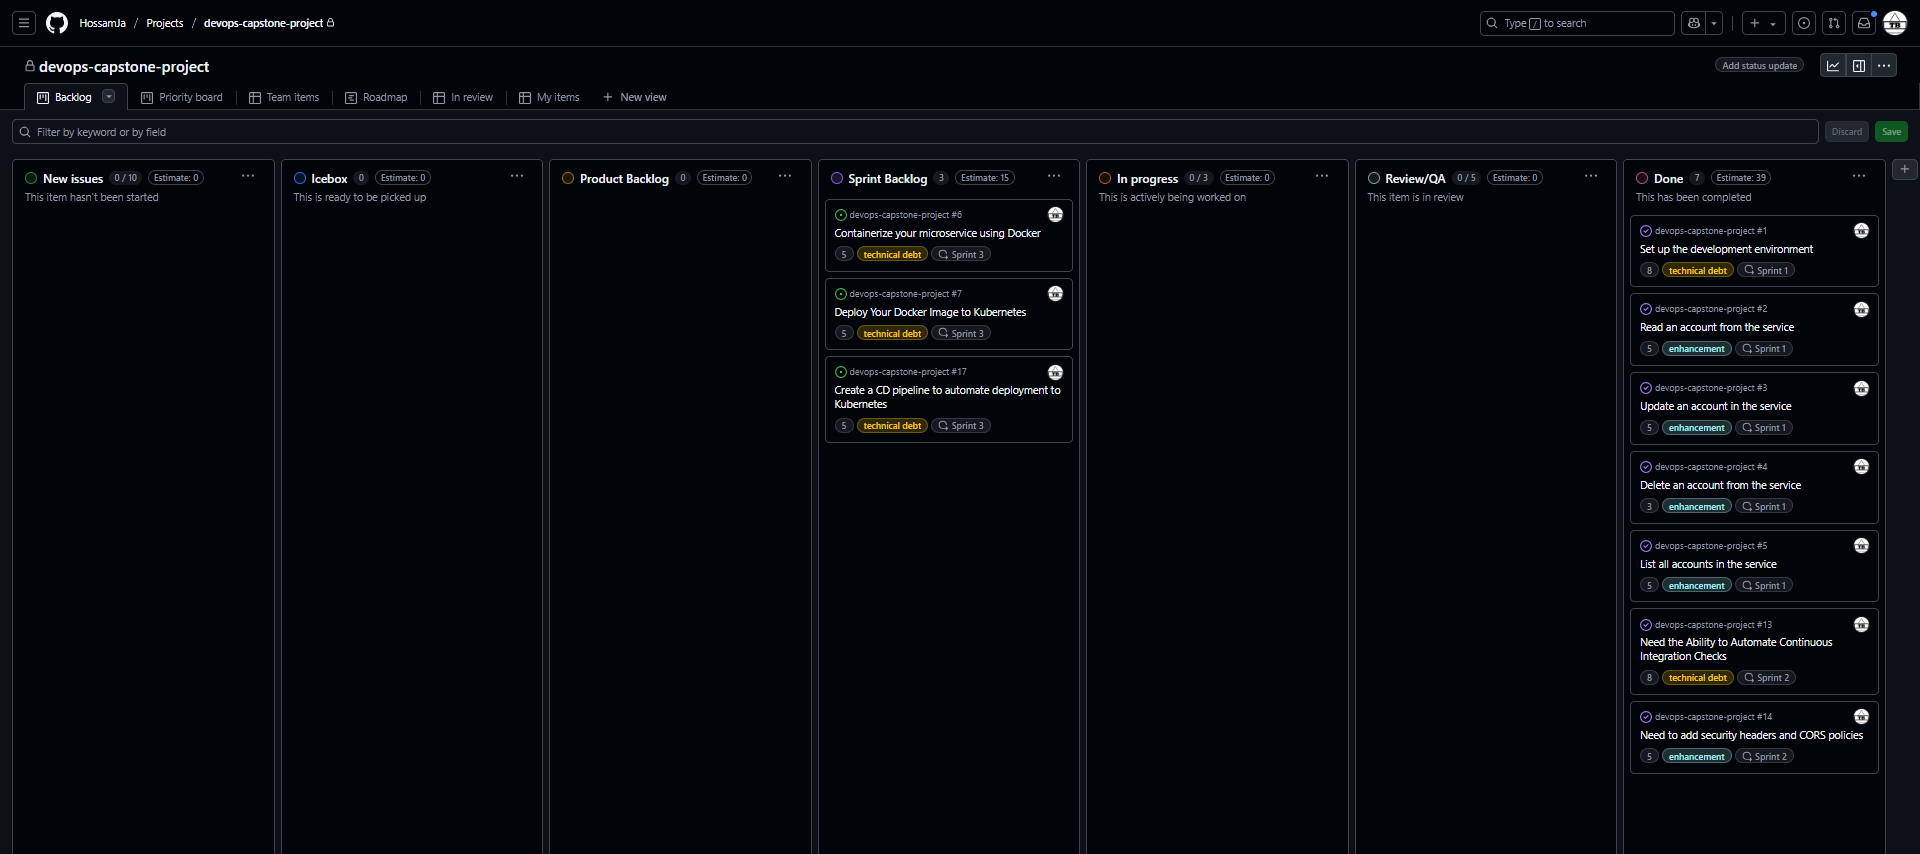 HossamJa / Projects / devops-capstone-project
Type / to search
devops-capstone-project
Add status update
Backlog
Priority board
Team items
Roadmap
In review
My items
New view
Filter by keyword or by field
Discard
Save
New issues 0 / 10 Estimate: 0
This item hasn't been started
Icebox 0 Estimate: 0
This is ready to be picked up
Product Backlog 0 Estimate: 0
Sprint Backlog 3 Estimate: 15
devops-capstone-project #6
Containerize your microservice using Docker
5 technical debt Sprint 3
devops-capstone-project #7
Deploy Your Docker Image to Kubernetes
5 technical debt Sprint 3
devops-capstone-project #17
Create a CD pipeline to automate deployment to
Kubernetes
5 technical debt Sprint 3
In progress 0 / 3 Estimate: 0
This is actively being worked on
Review/QA 0 / 5 Estimate: 0
This item is in review
Done 7 Estimate: 39
This has been completed
devops-capstone-project #1
Set up the development environment
8 technical debt Sprint 1
devops-capstone-project #2
Read an account from the service
5 enhancement Sprint 1
devops-capstone-project #3
Update an account in the service
5 enhancement Sprint 1
devops-capstone-project #4
Delete an account from the service
3 enhancement Sprint 1
devops-capstone-project #5
List all accounts in the service
5 enhancement Sprint 1
devops-capstone-project #13
Need the Ability to Automate Continuous
Integration Checks
8 technical debt Sprint 2
devops-capstone-project #14
Need to add security headers and CORS policies
5 enhancement Sprint 2